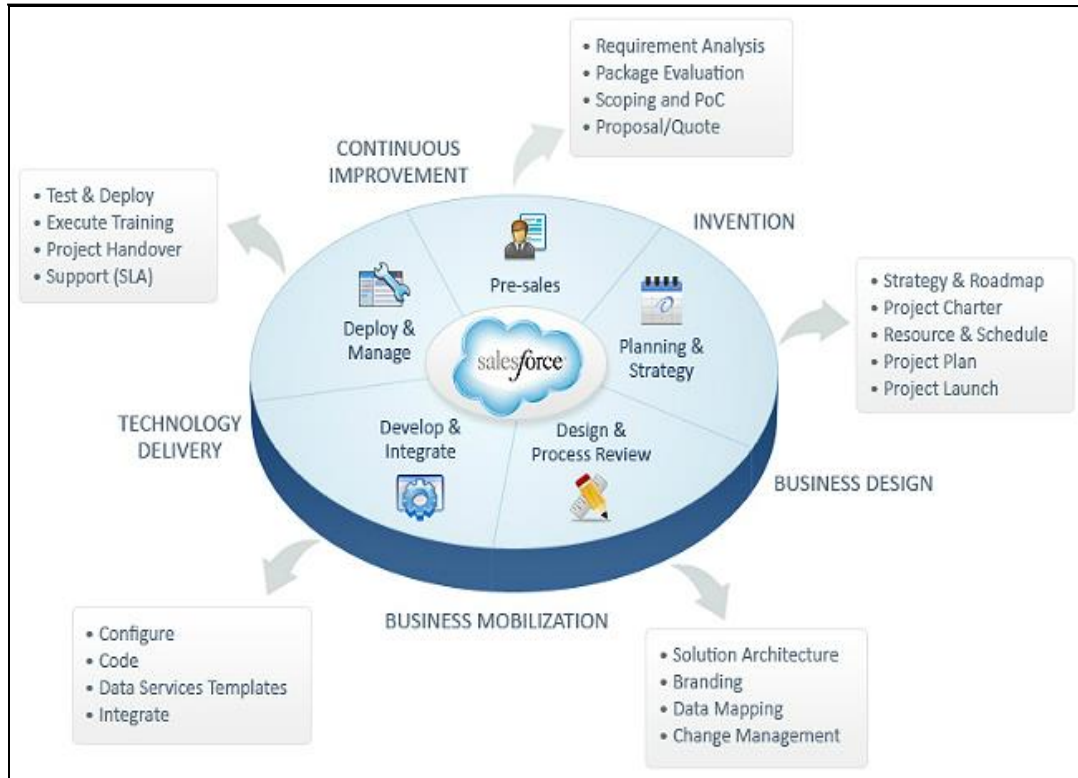 • Requirement Analysis
• Package Evaluation
• Scoping and PoC
• Proposal/Quote
CONTINUOUS
IMPROVEMENT
• Test & Deploy
• Execute Training
• Project Handover
• Support (SLA)
INVENTION
Pre-sales
• Strategy & Roadmap
• Project Charter
• Resource & Schedule
• Project Plan
• Project Launch
Deploy &
Manage
salesforce
Planning &
Strategy
TECHNOLOGY
DELIVERY
Develop &
Integrate
Design &
Process Review
BUSINESS DESIGN
BUSINESS MOBILIZATION
• Configure
• Code
• Data Services Templates
• Integrate
• Solution Architecture
• Branding
• Data Mapping
• Change Management